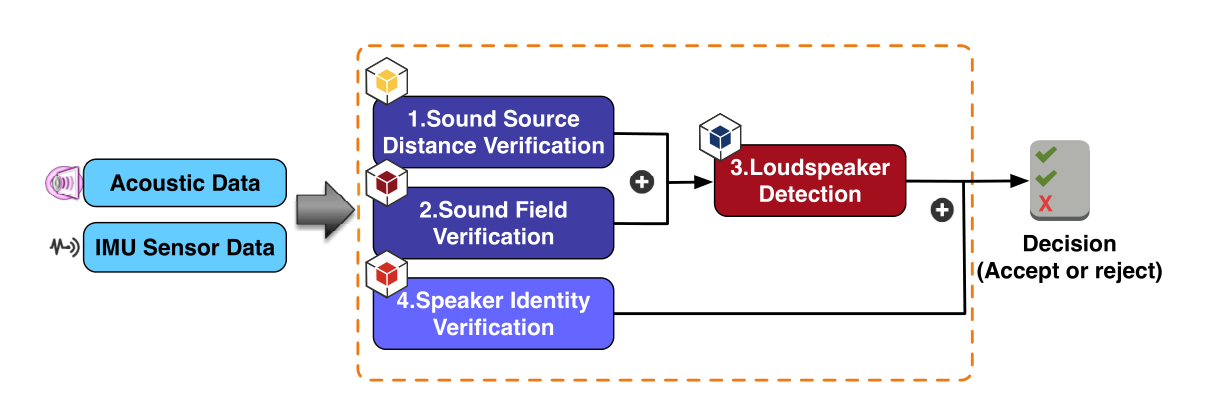 Acoustic Data
IMU Sensor Data
1.Sound Source
Distance Verification
2.Sound Field
Verification
4.Speaker Identity
Verification
3.Loudspeaker
Detection
X
Decision
(Accept or reject)